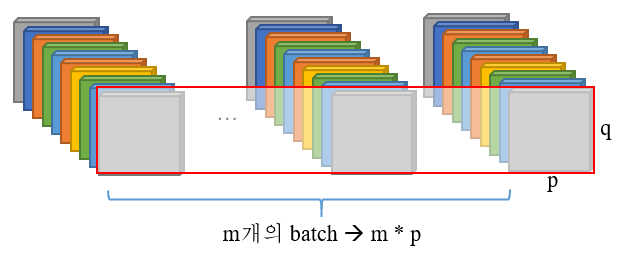 …
q
p
m개의 batch → m * p